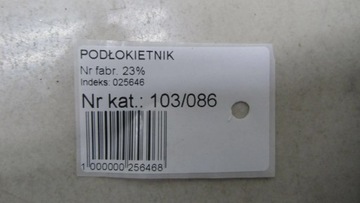 PODŁOKIETNIK
Nr fabr. 23%
Indeks: 025646
Nr kat.: 103/086
1 000000 256468